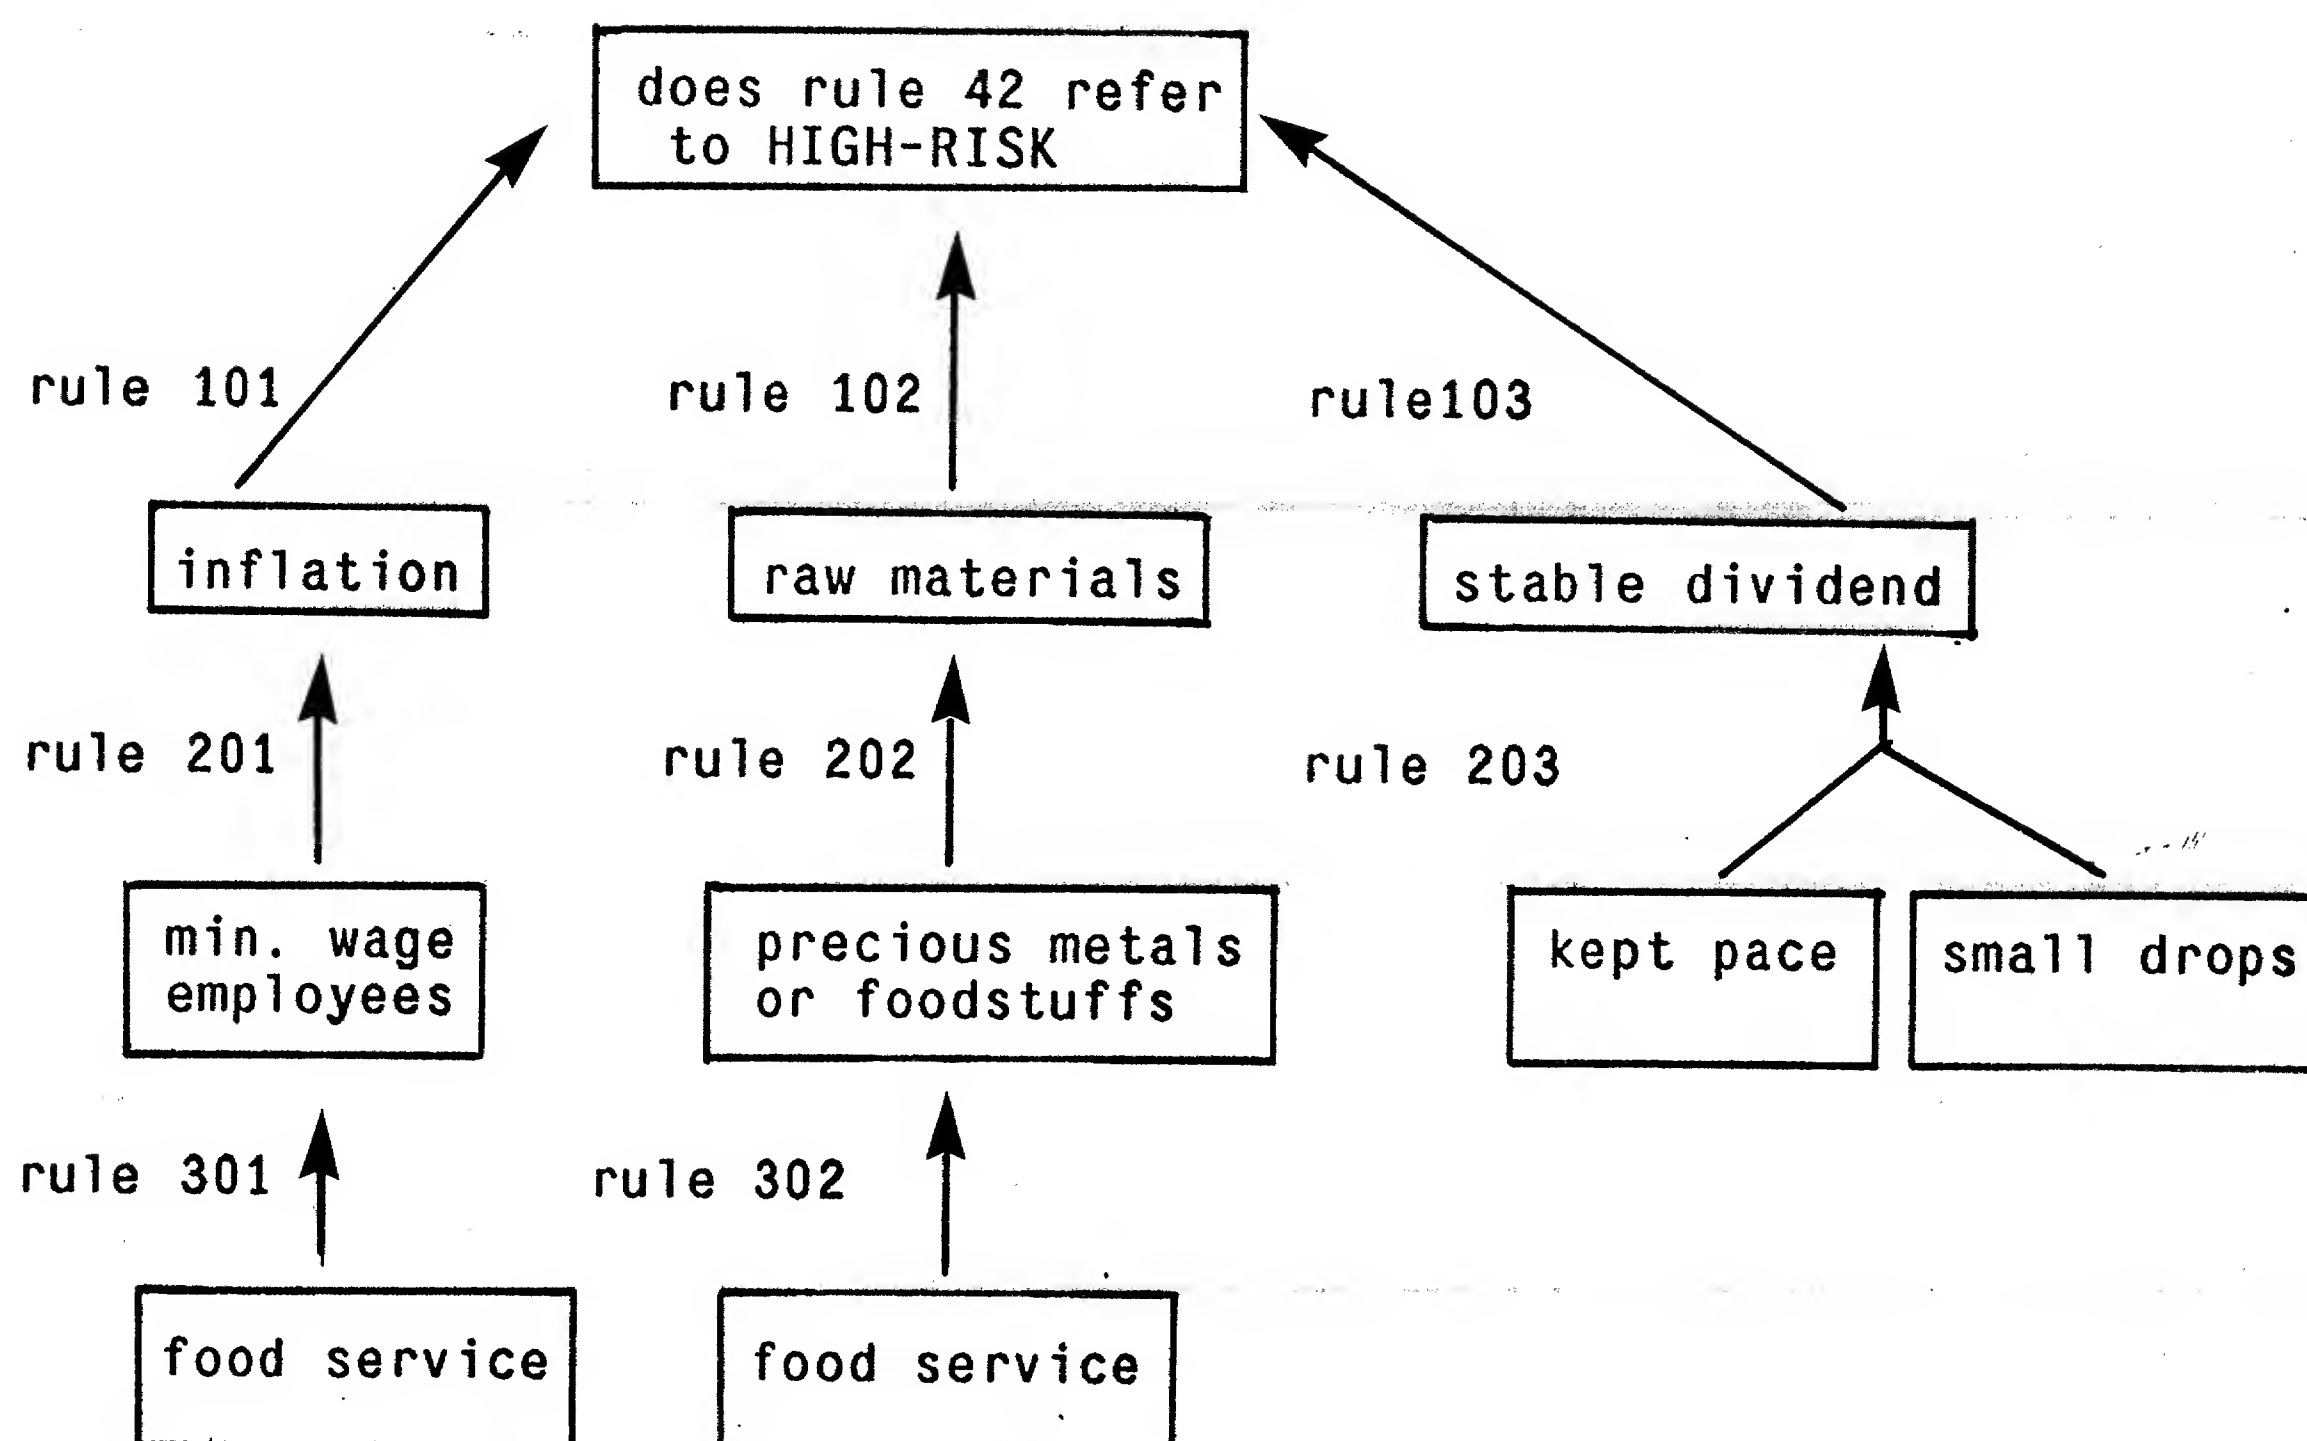 does rule 42 refer
to HIGH-RISK
rule 101
rule 102
rule103
inflation
raw materials
stable dividend
rule 201
rule 202
rule 203
min. wage
employees
precious metals
or foodstuffs
kept pace
small drops
rule 301
rule 302
food service
food service